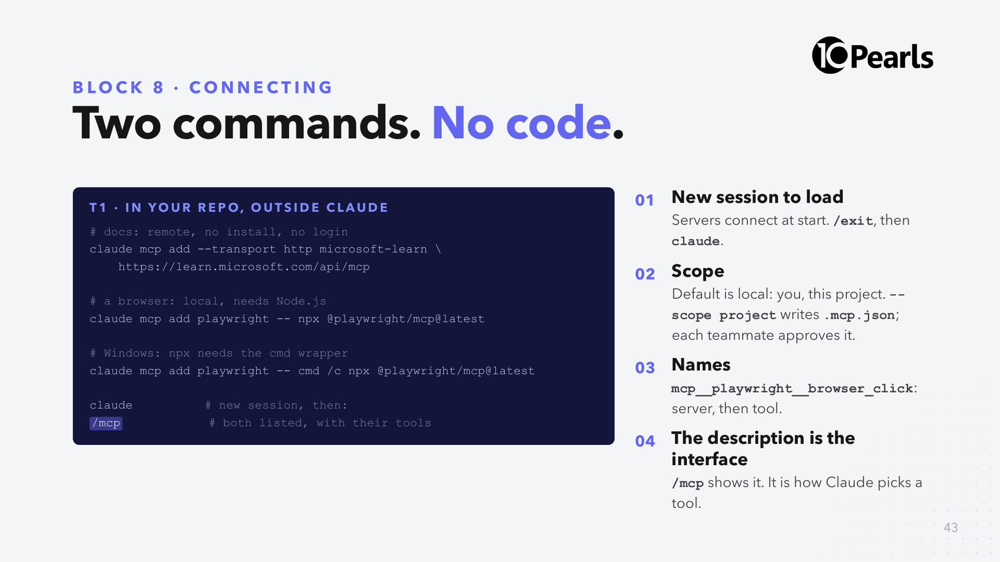 10Pearls
BLOCK 8 · CONNECTING
Two commands. No code.
T1 · IN YOUR REPO, OUTSIDE CLAUDE
# docs: remote, no install, no login
claude mcp add --transport http microsoft-learn \
    https://learn.microsoft.com/api/mcp
# a browser: local, needs Node.js
claude mcp add playwright -- npx @playwright/mcp@latest
# Windows: npx needs the cmd wrapper
claude mcp add playwright -- cmd /c npx @playwright/mcp@latest
claude          # new session, then:
/mcp            # both listed, with their tools
01 New session to load
Servers connect at start. /exit, then
claude.
02 Scope
Default is local: you, this project. --
scope project writes .mcp.json;
each teammate approves it.
03 Names
mcp__playwright__browser_click:
server, then tool.
04 The description is the
interface
/mcp shows it. It is how Claude picks a
tool.
43